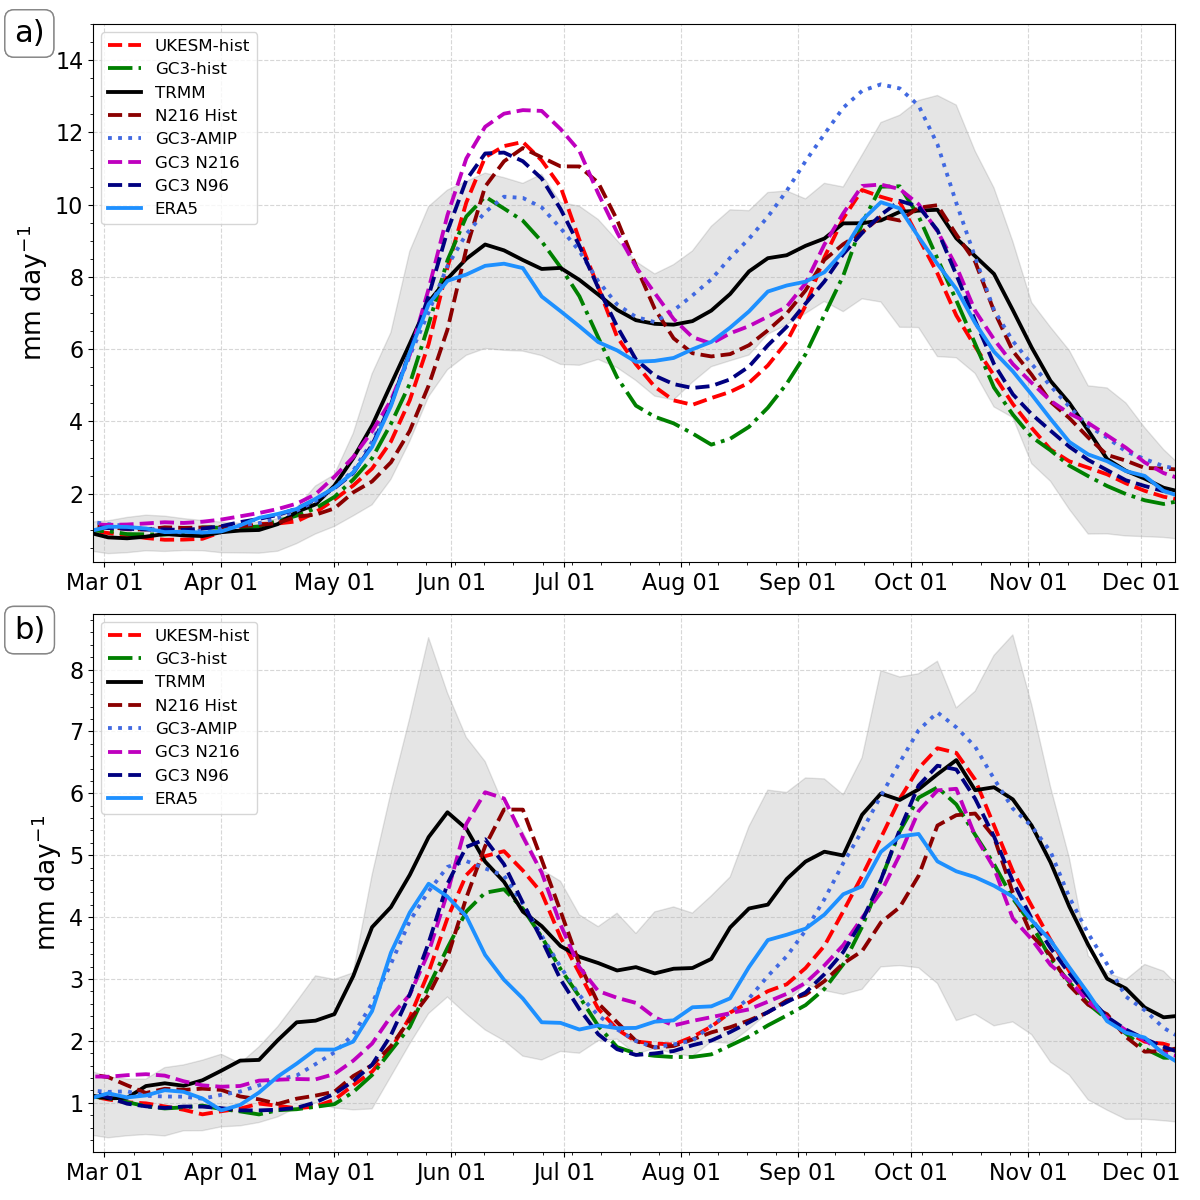 a)
14
12
10
8
6
4
2
mm day⁻¹
UKESM-hist
GC3-hist
TRMM
N216 Hist
GC3-AMIP
GC3 N216
GC3 N96
ERA5
Mar 01 Apr 01 May 01 Jun 01 Jul 01 Aug 01 Sep 01 Oct 01 Nov 01 Dec 01
b)
8
7
6
5
4
3
2
1
mm day⁻¹
UKESM-hist
GC3-hist
TRMM
N216 Hist
GC3-AMIP
GC3 N216
GC3 N96
ERA5
Mar 01 Apr 01 May 01 Jun 01 Jul 01 Aug 01 Sep 01 Oct 01 Nov 01 Dec 01